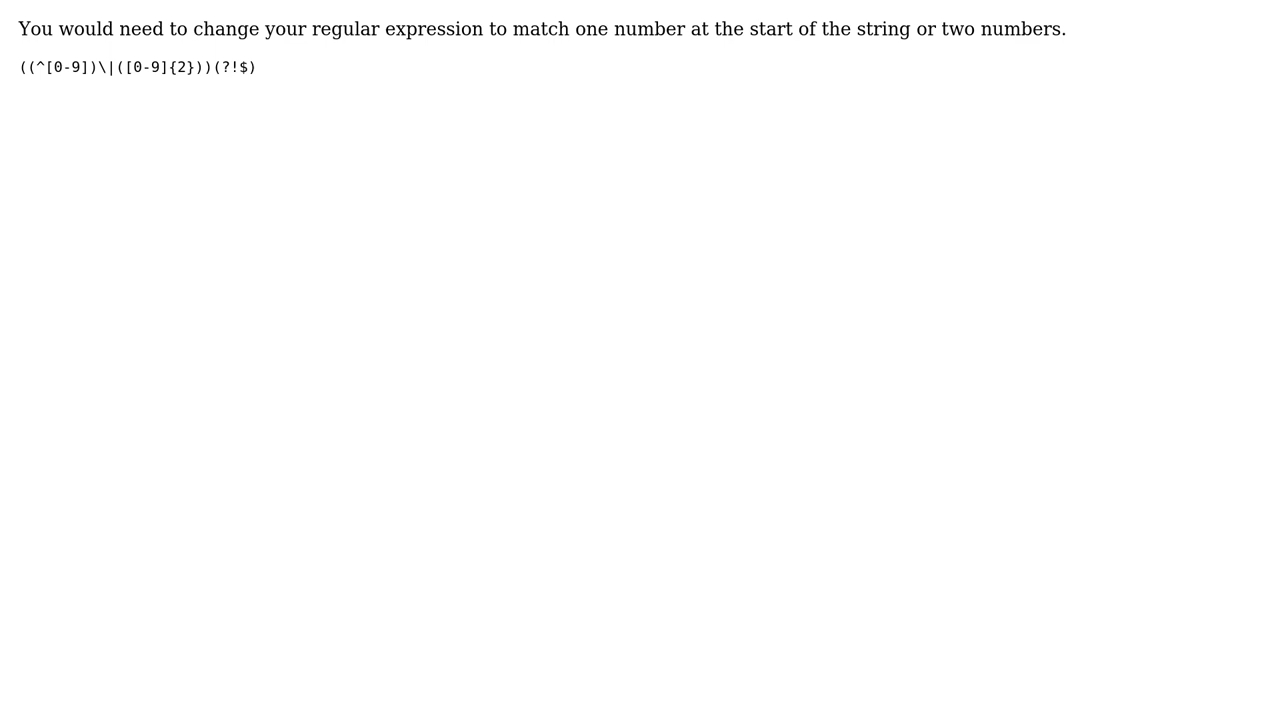 You would need to change your regular expression to match one number at the start of the string or two numbers.
((^[0-9])\|([0-9]{2}))(?!$)